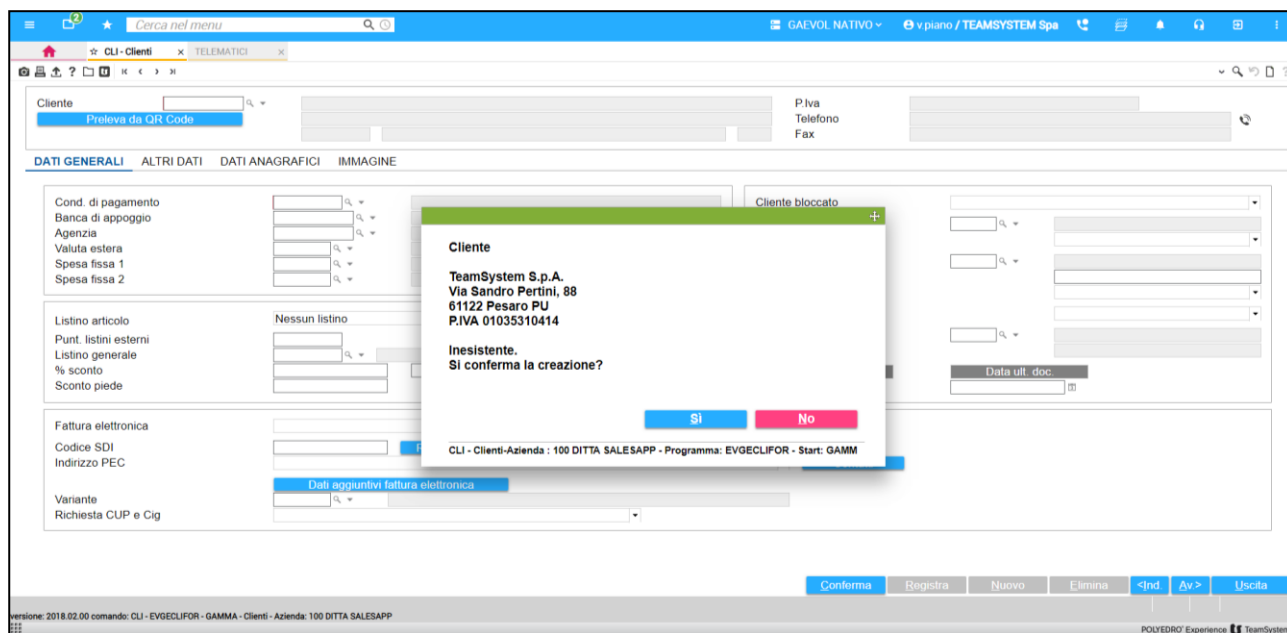 2
Cerca nel menu
GAEVOL NATIVO
v.piano / TEAMSYSTEM Spa
CLI - Clienti x
TELEMATICI x
Cliente
P.Iva
Preleva da QR Code
Telefono
Fax
DATI GENERALI ALTRI DATI DATI ANAGRAFICI IMMAGINE
Cond. di pagamento
Cliente bloccato
Banca di appoggio
Agenzia
Valuta estera
Spesa fissa 1
Spesa fissa 2
Cliente
TeamSystem S.p.A.
Via Sandro Pertini, 88
61122 Pesaro PU
P.IVA 01035310414
Inesistente.
Si conferma la creazione?
Sì No
CLI - Clienti-Azienda : 100 DITTA SALESAPP - Programma: EVGECLIFOR - Start: GAMM
Listino articolo Nessun listino
Punt. listini esterni
Listino generale
% sconto
Data ult. doc.
Sconto piede
Fattura elettronica
Codice SDI
Indirizzo PEC
Dati aggiuntivi fattura elettronica
Variante
Richiesta CUP e Cig
Conferma Registra Nuovo Elimina <Ind. Av.> Uscita
versione: 2018.02.00 comando: CLI - EVGECLIFOR - GAMMA - Clienti - Azienda: 100 DITTA SALESAPP
POLYEDRO' Experience TeamSystem